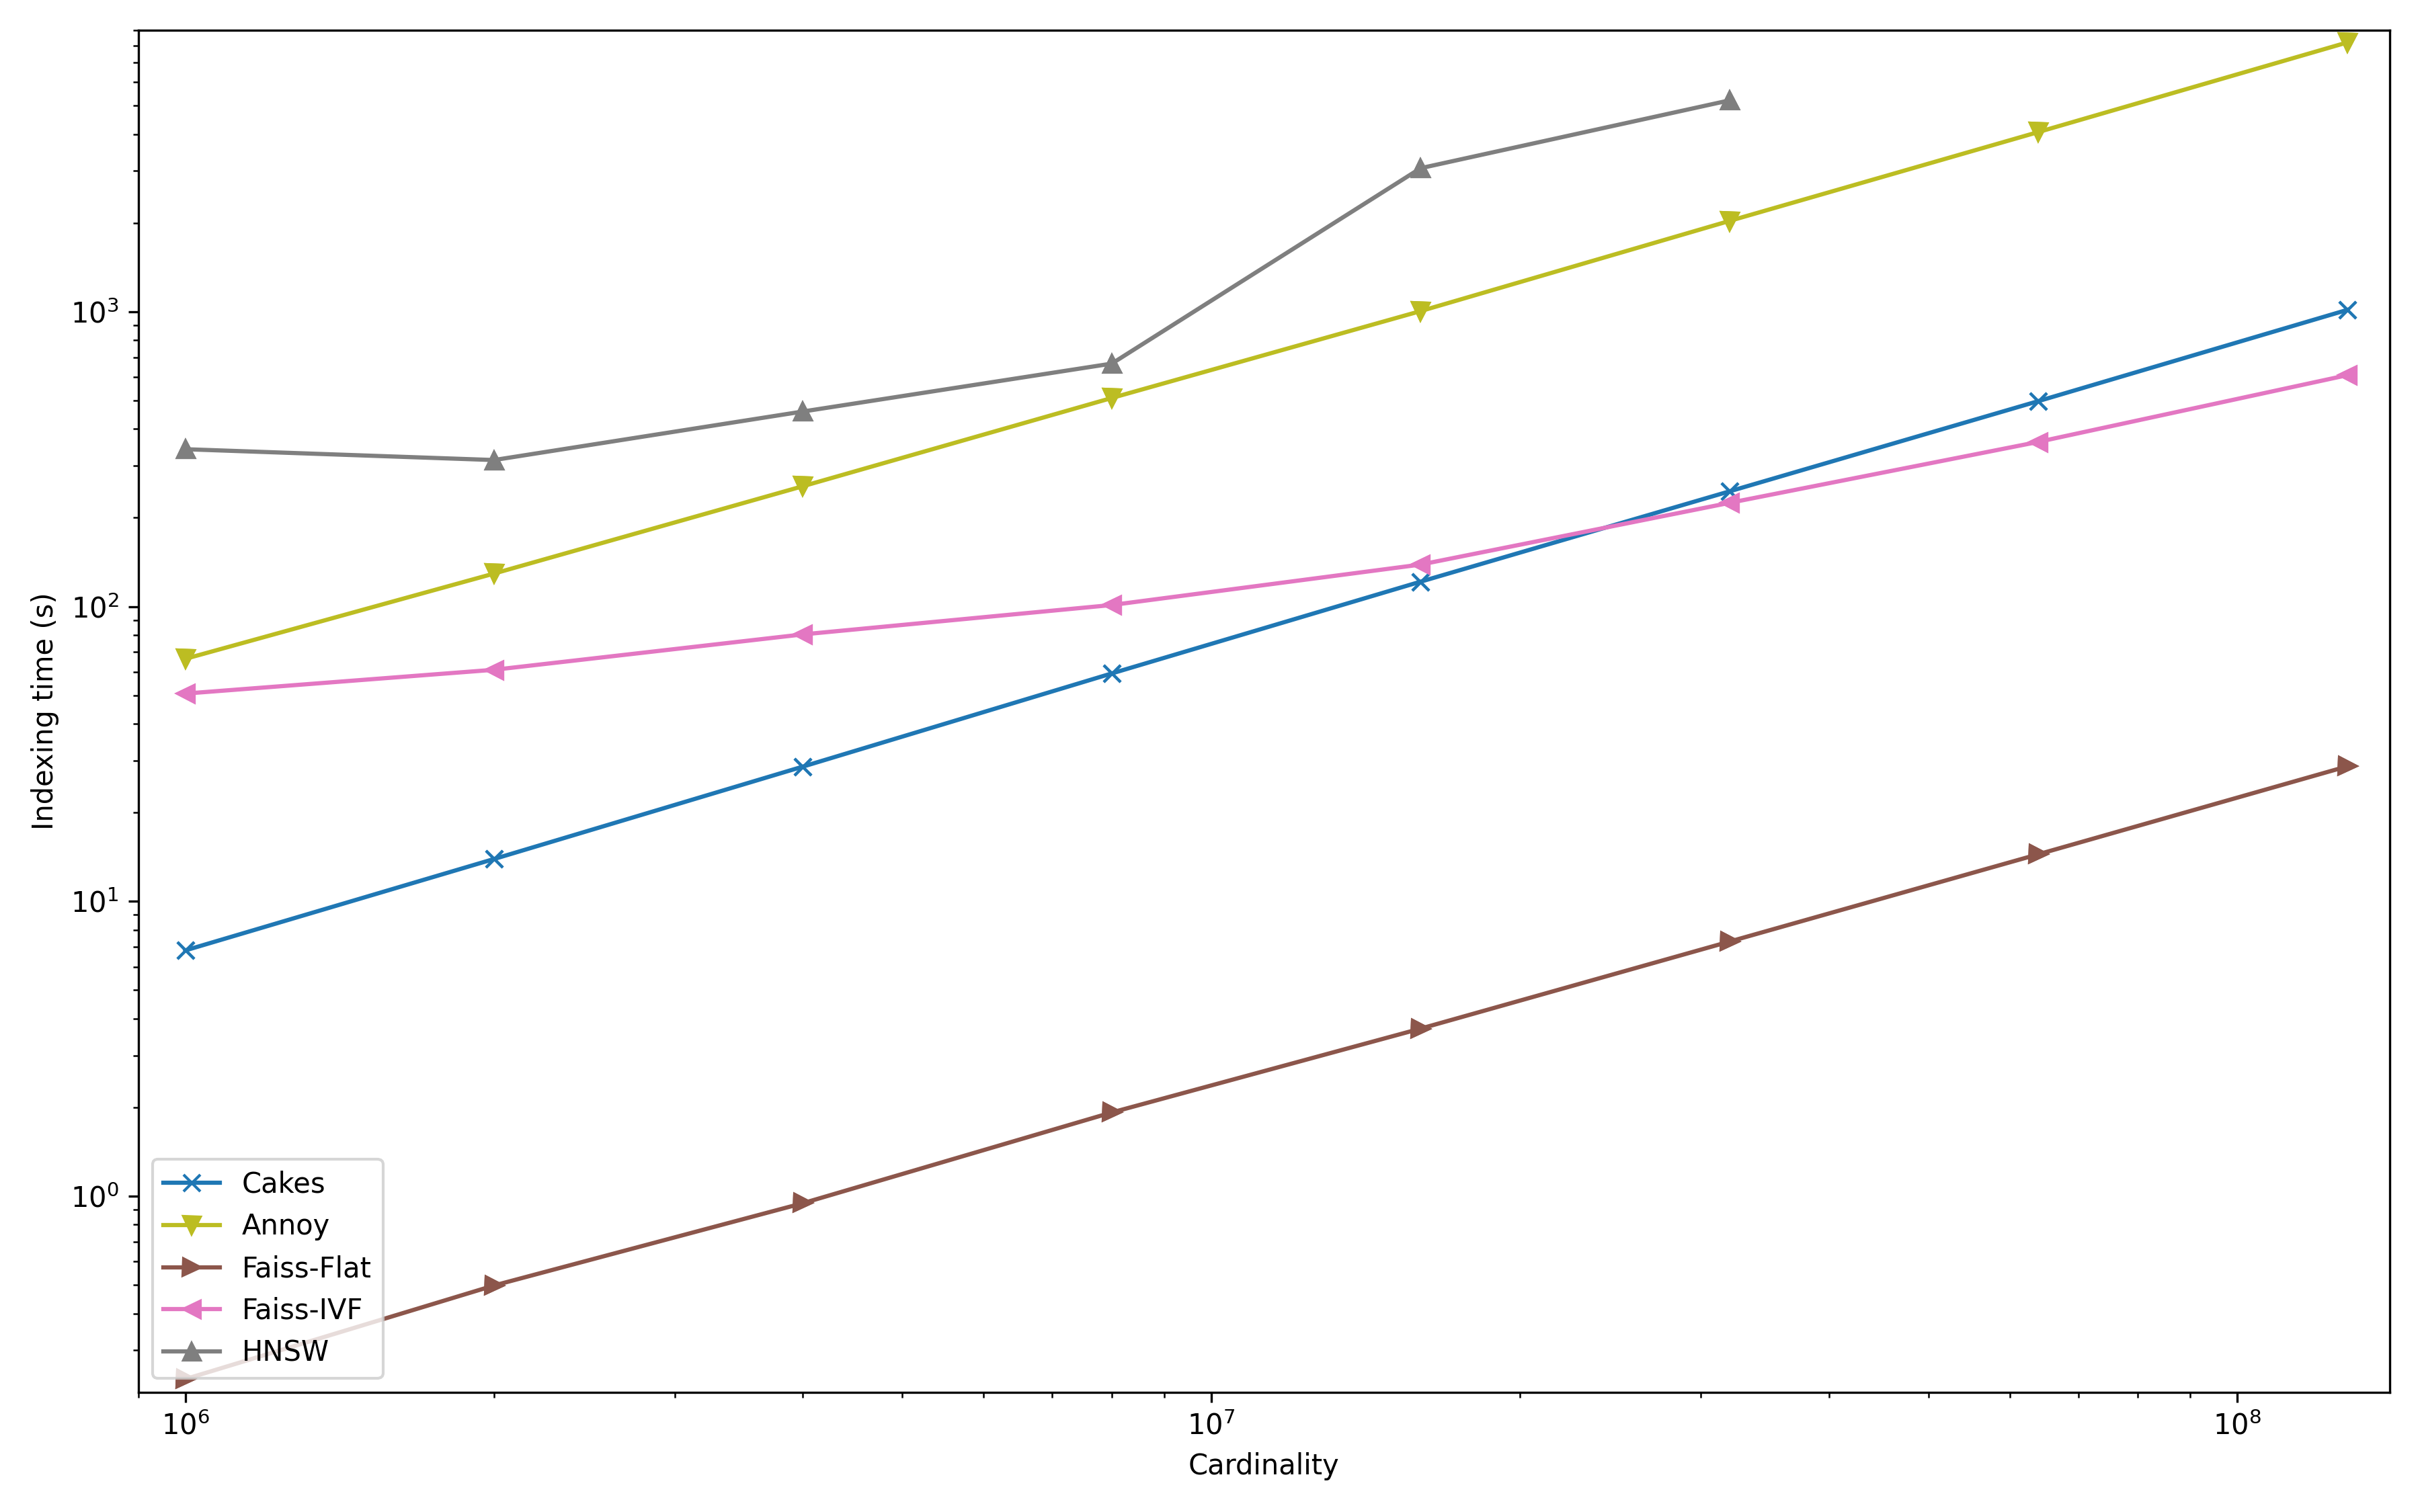 Indexing time (s)
10³
10²
10¹
10⁰
Cakes
Annoy
Faiss-Flat
Faiss-IVF
HNSW
10⁶
10⁷
10⁸
Cardinality